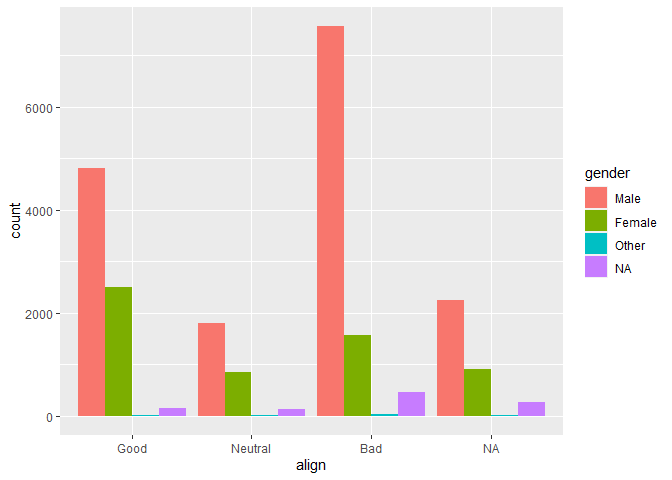 6000
4000
2000
0
count
Good Neutral Bad NA
align
gender
Male
Female
Other
NA